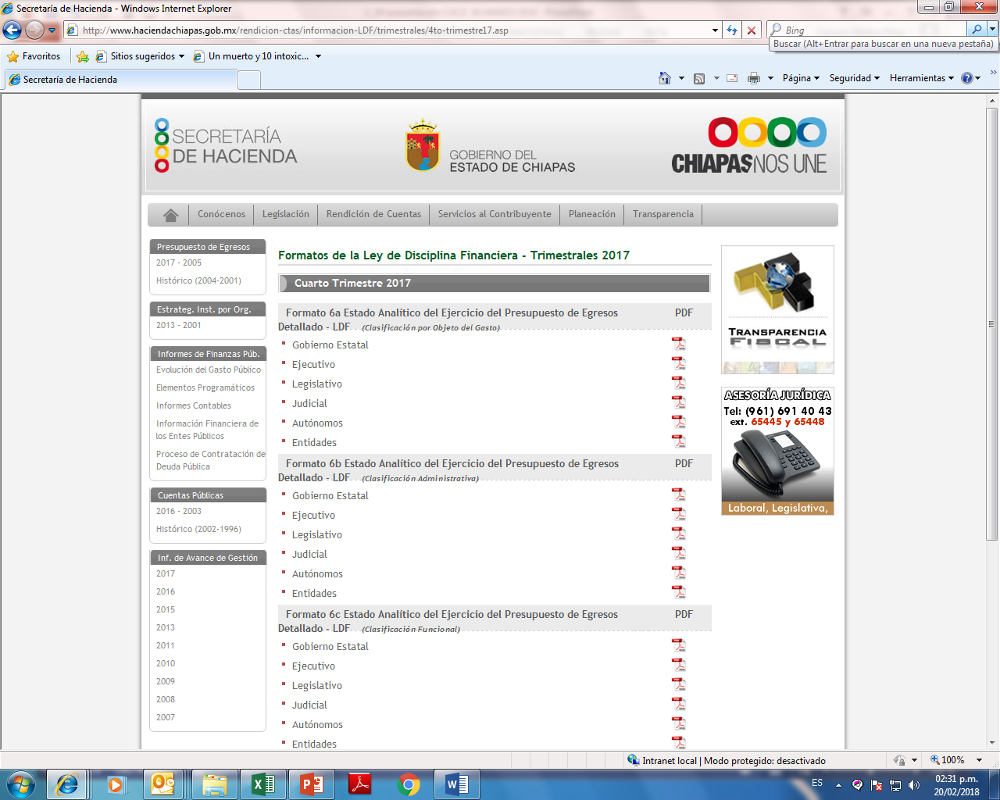 Secretaría de Hacienda - Windows Internet Explorer
http://www.haciendachiapas.gob.mx/rendicion-ctas/informacion-LDF/trimestrales/4to-trimestre17.asp
Bing
Buscar (Alt+Entrar para buscar en una nueva pestaña)
Favoritos
Sitios sugeridos
Un muerto y 10 intoxic...
Secretaría de Hacienda
Página
Seguridad
Herramientas
SECRETARÍA
DE HACIENDA
GOBIERNO DEL
ESTADO DE CHIAPAS
CHIAPASNOS UNE
Conócenos
Legislación
Rendición de Cuentas
Servicios al Contribuyente
Planeación
Transparencia
Presupuesto de Egresos
2017 - 2005
Histórico (2004-2001)
Estrateg. Inst. por Org.
2013 - 2001
Informes de Finanzas Púb.
Evolución del Gasto Público
Elementos Programáticos
Informes Contables
Información Financiera de
los Entes Públicos
Proceso de Contratación de
Deuda Pública
Cuentas Públicas
2016 - 2003
Histórico (2002-1996)
Inf. de Avance de Gestión
2017
2016
2015
2013
2011
2010
2009
2008
2007
Formatos de la Ley de Disciplina Financiera - Trimestrales 2017
Cuarto Trimestre 2017
Formato 6a Estado Analítico del Ejercicio del Presupuesto de Egresos PDF
Detallado - LDF (Clasificación por Objeto del Gasto)
Gobierno Estatal
Ejecutivo
Legislativo
Judicial
Autónomos
Entidades
Formato 6b Estado Analítico del Ejercicio del Presupuesto de Egresos PDF
Detallado - LDF (Clasificación Administrativa)
Gobierno Estatal
Ejecutivo
Legislativo
Judicial
Autónomos
Entidades
Formato 6c Estado Analítico del Ejercicio del Presupuesto de Egresos PDF
Detallado - LDF (Clasificación Funcional)
Gobierno Estatal
Ejecutivo
Legislativo
Judicial
Autónomos
Entidades
TRANSPARENCIA
FISCAL
ASESORÍA JURÍDICA
Tel: (961) 691 40 43
ext. 65445 y 65448
Laboral, Legislativa,
Intranet local | Modo protegido: desactivado
100%
ES
02:31 p.m.
20/02/2018